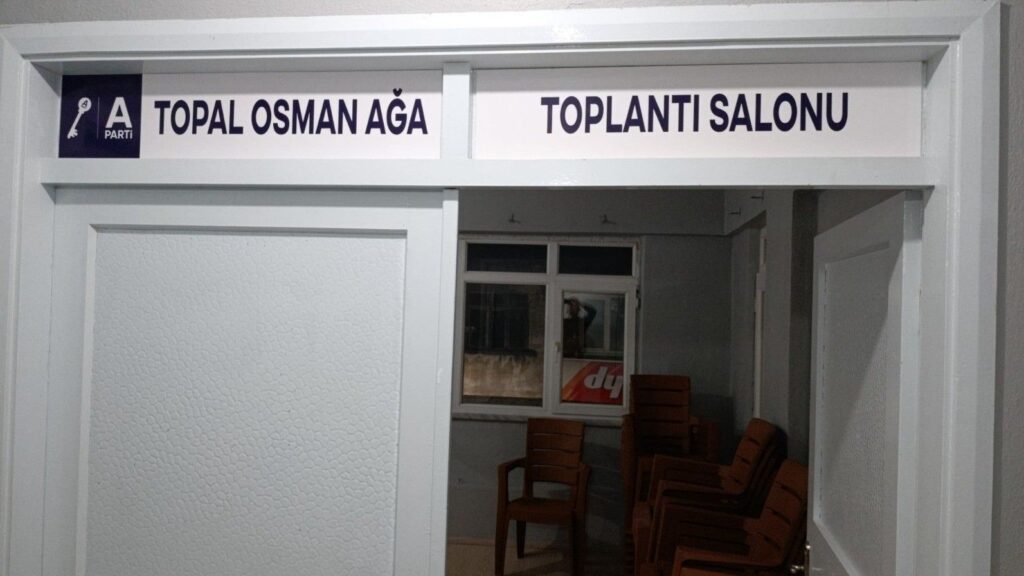 A
PARTİ
TOPAL OSMAN AĞA
TOPLANTI SALONU